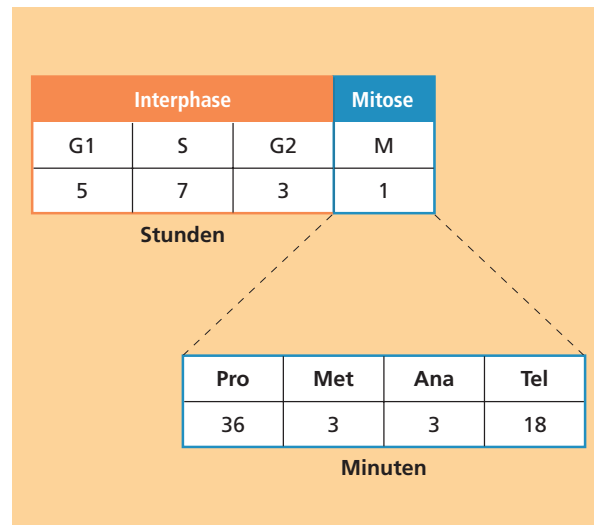 Interphase Mitose
G1 S G2 M
5 7 3 1
Stunden
Pro Met Ana Tel
36 3 3 18
Minuten